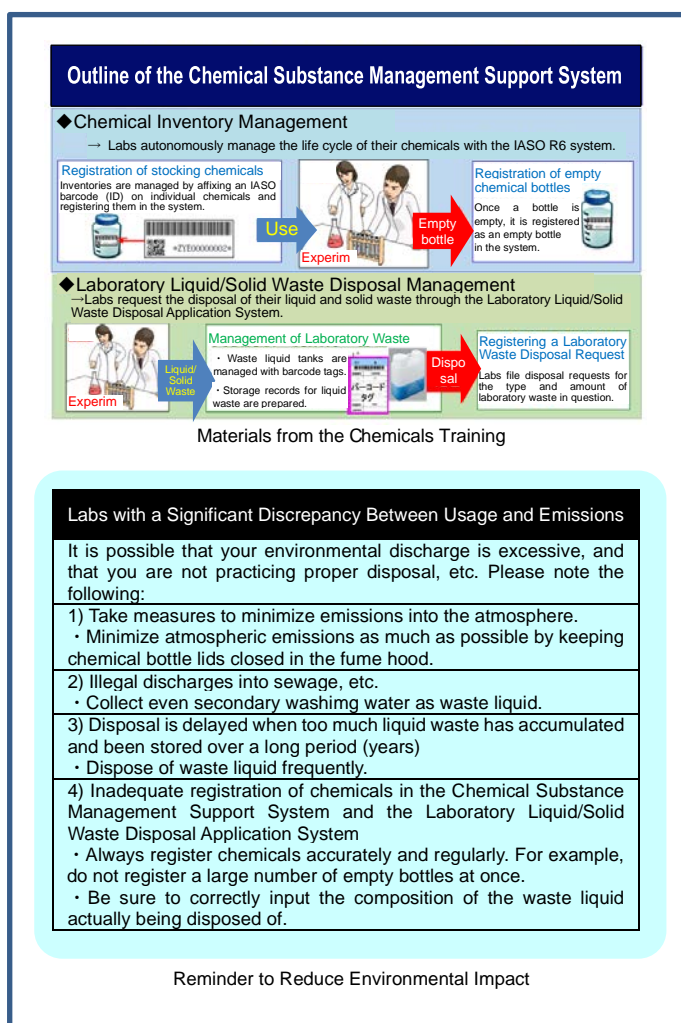 Outline of the Chemical Substance Management Support System
◆Chemical Inventory Management
→ Labs autonomously manage the life cycle of their chemicals with the IASO R6 system.
Registration of stocking chemicals
Inventories are managed by affixing an IASO
barcode (ID) on individual chemicals and
registering them in the system.
*ZYE00000002*
Use
Experim
Empty
bottle
Registration of empty
chemical bottles
Once a bottle is
empty, it is registered
as an empty bottle
in the system.
◆Laboratory Liquid/Solid Waste Disposal Management
→Labs request the disposal of their liquid and solid waste through the Laboratory Liquid/Solid
Waste Disposal Application System.
Experim
Liquid/
Solid
Waste
Management of Laboratory Waste
・Waste liquid tanks are
managed with barcode tags.
・Storage records for liquid
waste are prepared.
バーコード
タグ
Dispo
sal
Registering a Laboratory
Waste Disposal Request
Labs file disposal requests for
the type and amount of
laboratory waste in question.
Materials from the Chemicals Training
Labs with a Significant Discrepancy Between Usage and Emissions
It is possible that your environmental discharge is excessive, and
that you are not practicing proper disposal, etc. Please note the
following:
1) Take measures to minimize emissions into the atmosphere.
・Minimize atmospheric emissions as much as possible by keeping
chemical bottle lids closed in the fume hood.
2) Illegal discharges into sewage, etc.
・Collect even secondary washimg water as waste liquid.
3) Disposal is delayed when too much liquid waste has accumulated
and been stored over a long period (years)
・Dispose of waste liquid frequently.
4) Inadequate registration of chemicals in the Chemical Substance
Management Support System and the Laboratory Liquid/Solid
Waste Disposal Application System
・Always register chemicals accurately and regularly. For example,
do not register a large number of empty bottles at once.
・Be sure to correctly input the composition of the waste liquid
actually being disposed of.
Reminder to Reduce Environmental Impact